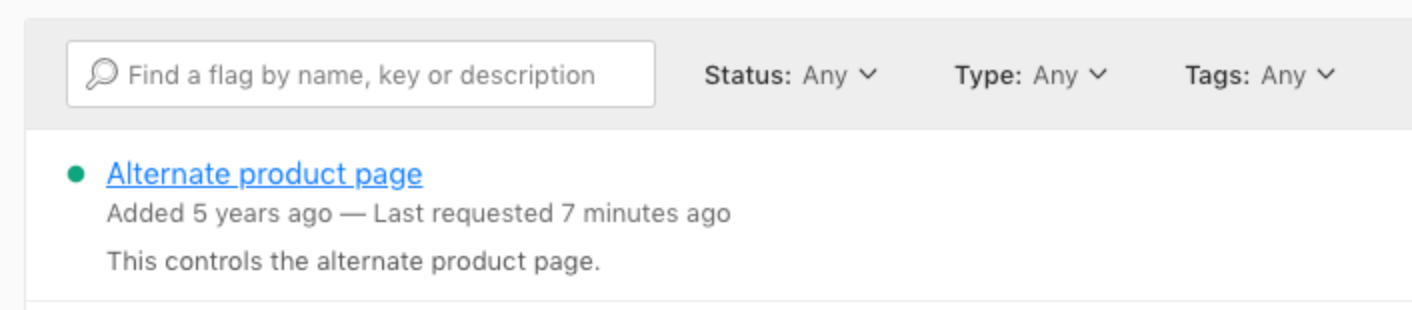 Find a flag by name, key or description
Status: Any
Type: Any
Tags: Any
Alternate product page
Added 5 years ago — Last requested 7 minutes ago
This controls the alternate product page.